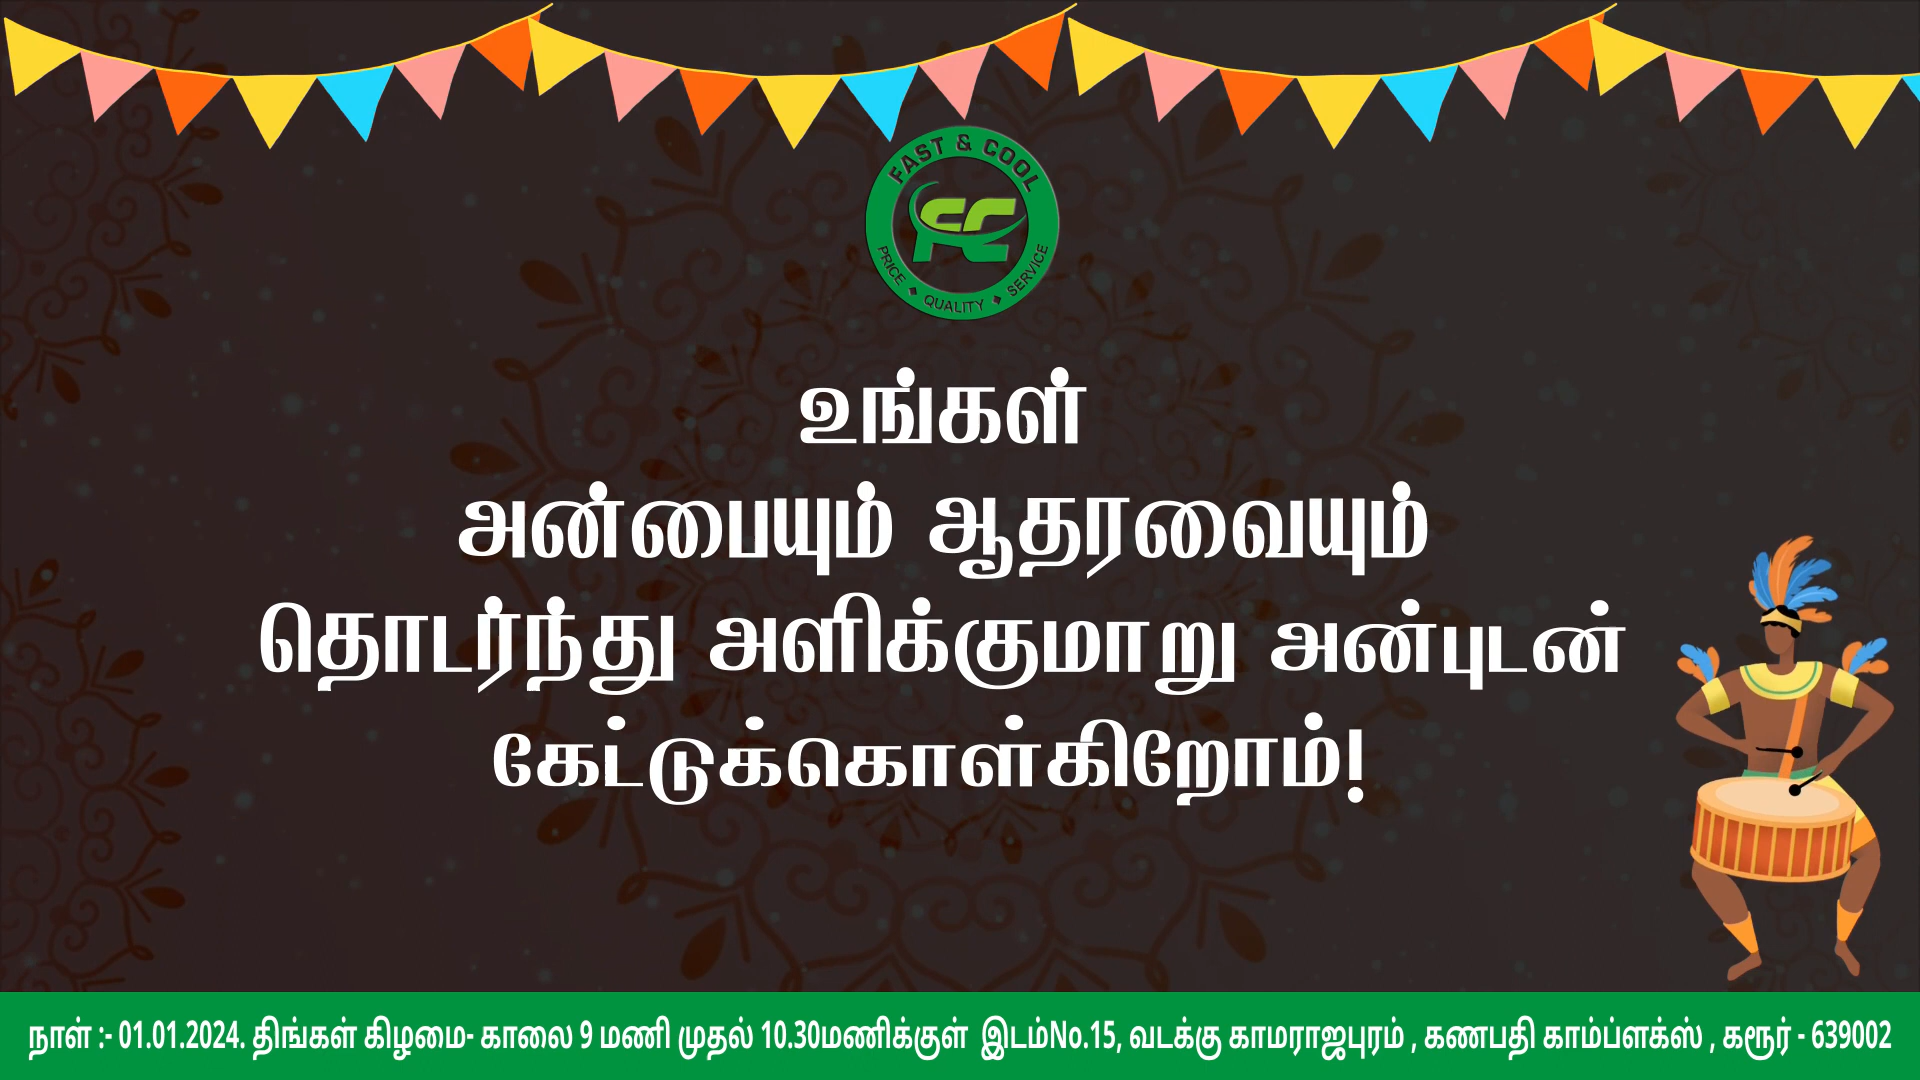 FAST & COOL
FC
PRICE ◆ QUALITY ◆ SERVICE
உங்கள்
அன்பையும் ஆதரவையும்
தொடர்ந்து அளிக்குமாறு அன்புடன்
கேட்டுக்கொள்கிறோம்!
நாள் :- 01.01.2024. திங்கள் கிழமை- காலை 9 மணி முதல் 10.30மணிக்குள் இடம்No.15, வடக்கு காமராஜபுரம் , கணபதி காம்ப்ளக்ஸ் , கரூர் - 639002